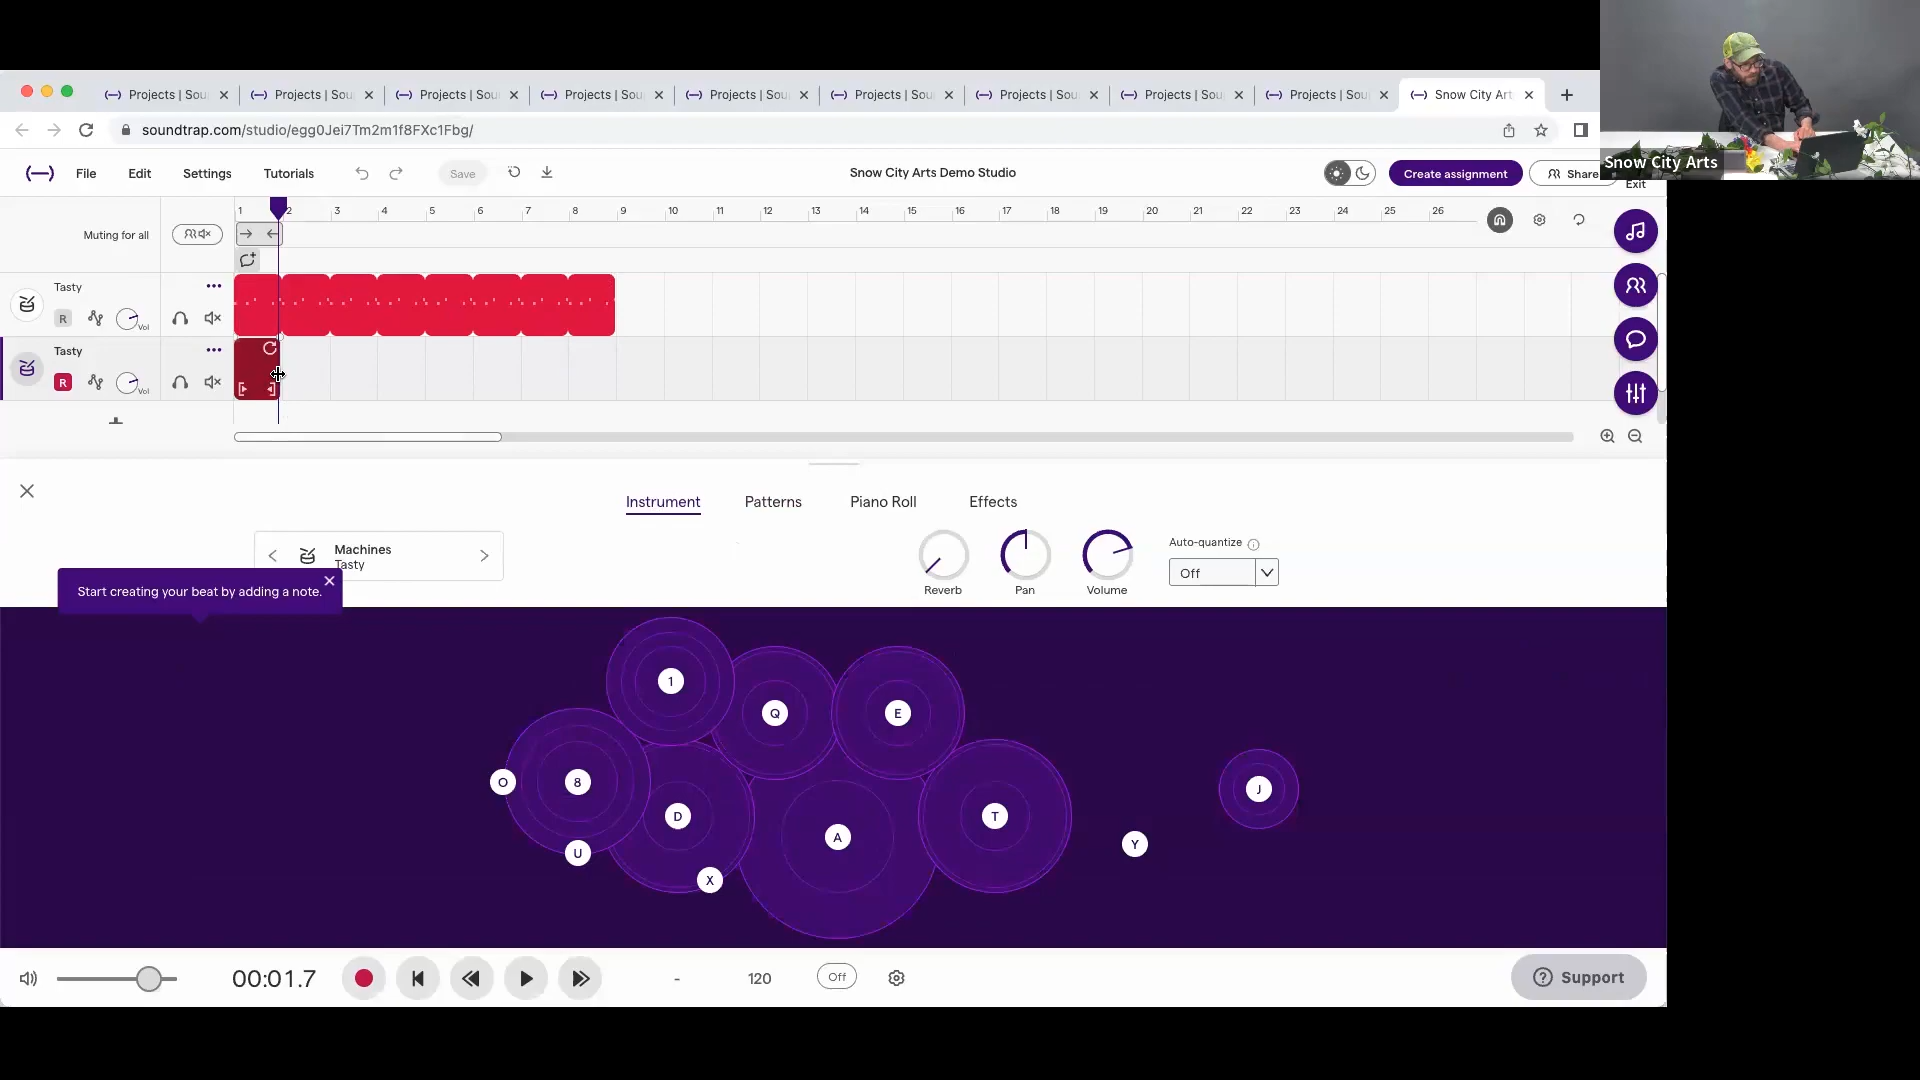 Projects | Sou
Projects | Sou
Projects | Sou
Projects | Sou
Projects | Sou
Projects | Sou
Projects | Sou
Projects | Sou
Projects | Sou
Snow City Art
soundtrap.com/studio/egg0Jei7Tm2m1f8FXc1Fbg/
Snow City Arts
File Edit Settings Tutorials Save
Snow City Arts Demo Studio
Create assignment
Share
Exit
1 2 3 4 5 6 7 8 9 10 11 12 13 14 15 16 17 18 19 20 21 22 23 24 25 26
Muting for all
Tasty
R Vol
Tasty
R Vol
Instrument Patterns Piano Roll Effects
Machines
Tasty
Auto-quantize
Off
Reverb Pan Volume
Start creating your beat by adding a note.
1
Q E
O 8 J
D T
A Y
U
X
00:01.7 - 120 Off
Support